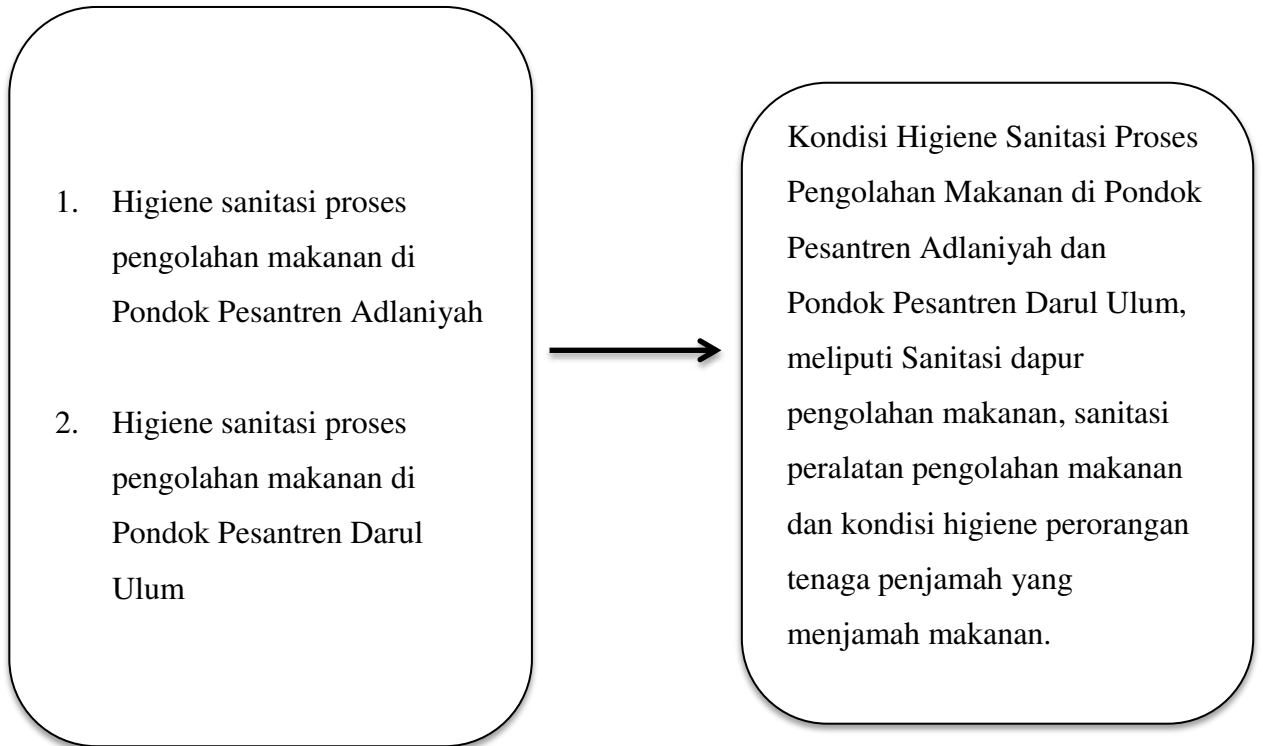 1. Higiene sanitasi proses
pengolahan makanan di
Pondok Pesantren Adlaniyah
2. Higiene sanitasi proses
pengolahan makanan di
Pondok Pesantren Darul
Ulum
Kondisi Higiene Sanitasi Proses
Pengolahan Makanan di Pondok
Pesantren Adlaniyah dan
Pondok Pesantren Darul Ulum,
meliputi Sanitasi dapur
pengolahan makanan, sanitasi
peralatan pengolahan makanan
dan kondisi higiene perorangan
tenaga penjamah yang
menjamah makanan.